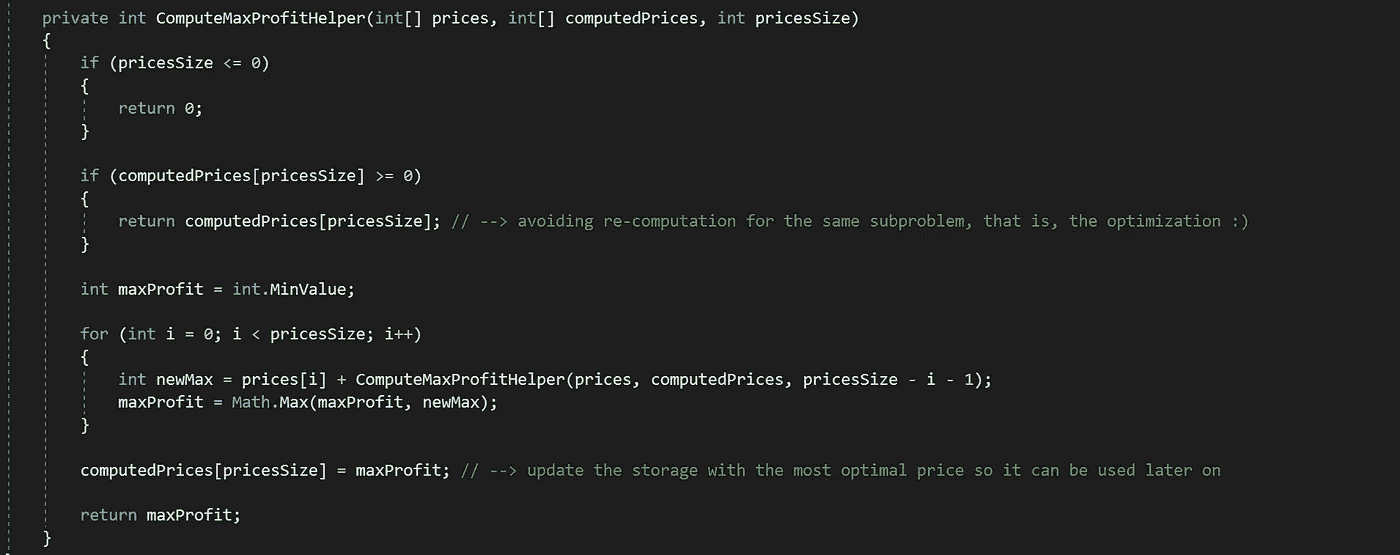 private int ComputeMaxProfitHelper(int[] prices, int[] computedPrices, int pricesSize)
{
if (pricesSize <= 0)
{
return 0;
}
if (computedPrices[pricesSize] >= 0)
{
return computedPrices[pricesSize]; // --> avoiding re-computation for the same subproblem, that is, the optimization :)
}
int maxProfit = int.MinValue;
for (int i = 0; i < pricesSize; i++)
{
int newMax = prices[i] + ComputeMaxProfitHelper(prices, computedPrices, pricesSize - i - 1);
maxProfit = Math.Max(maxProfit, newMax);
}
computedPrices[pricesSize] = maxProfit; // --> update the storage with the most optimal price so it can be used later on
return maxProfit;
}